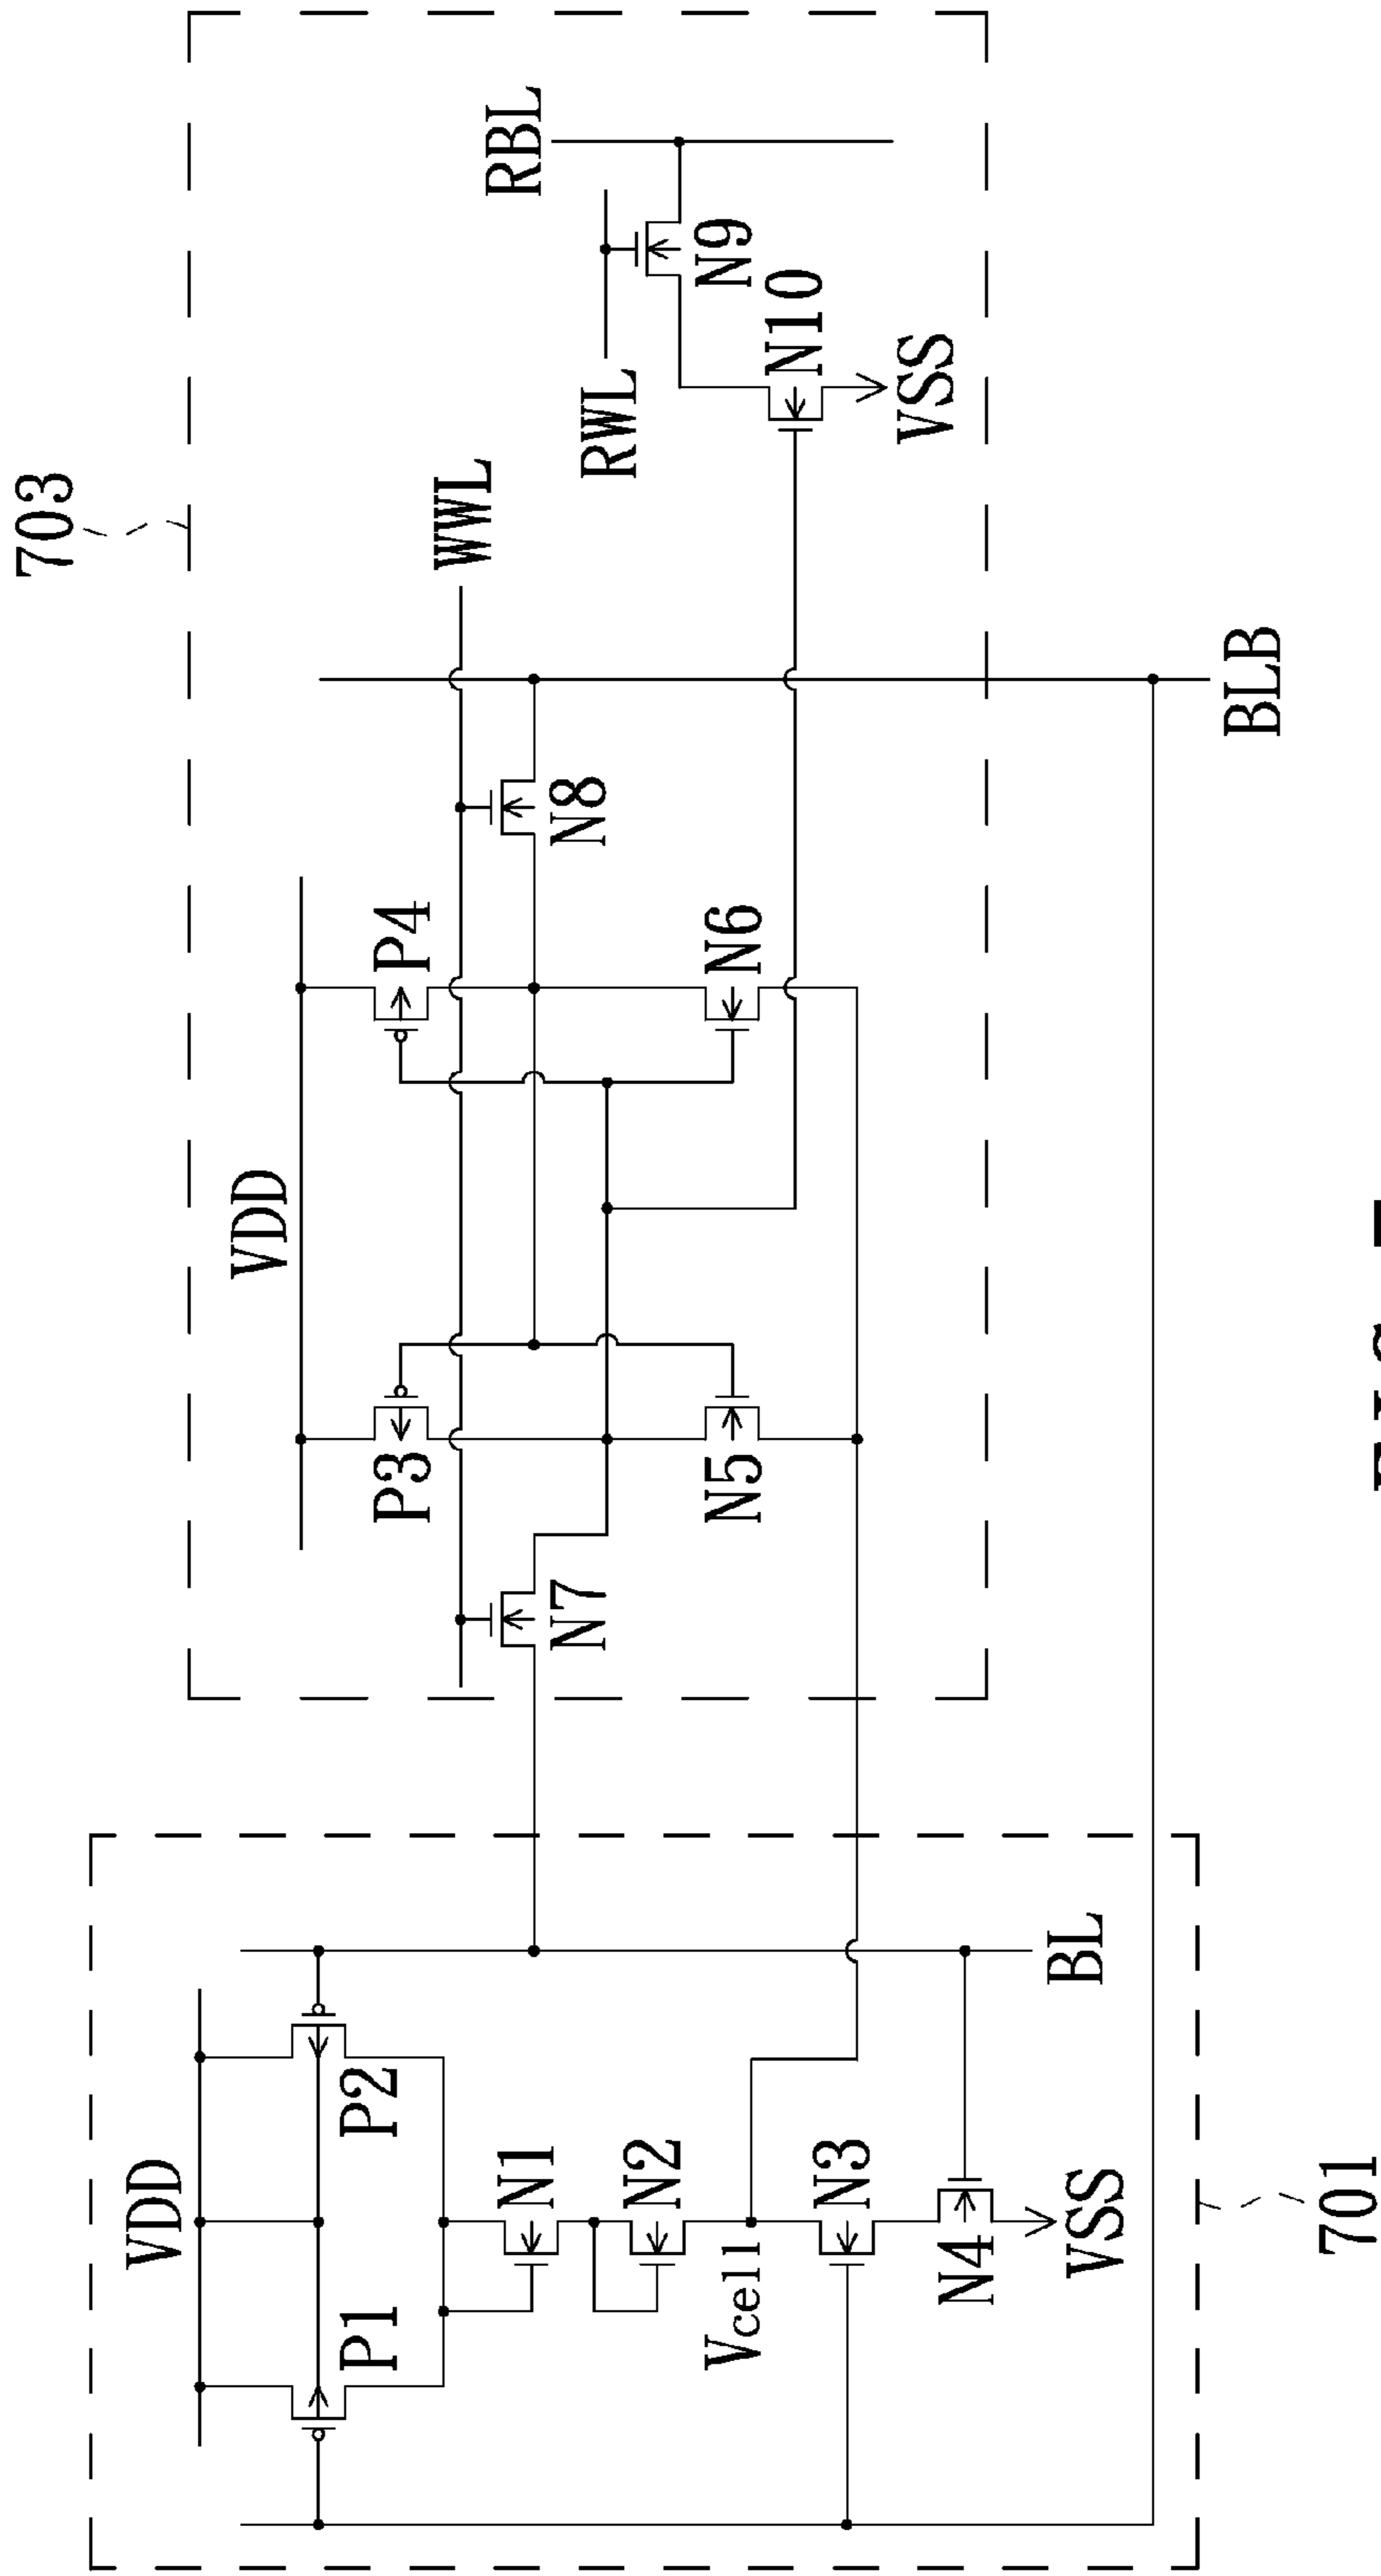 703
RBL
RWL
N9
N10
VSS
WWL
BLB
N8
VDD
P4
N6
P3
N5
N7
701
VDD
P2
P1
N1
N2
Vcell
N3
N4
VSS
BL